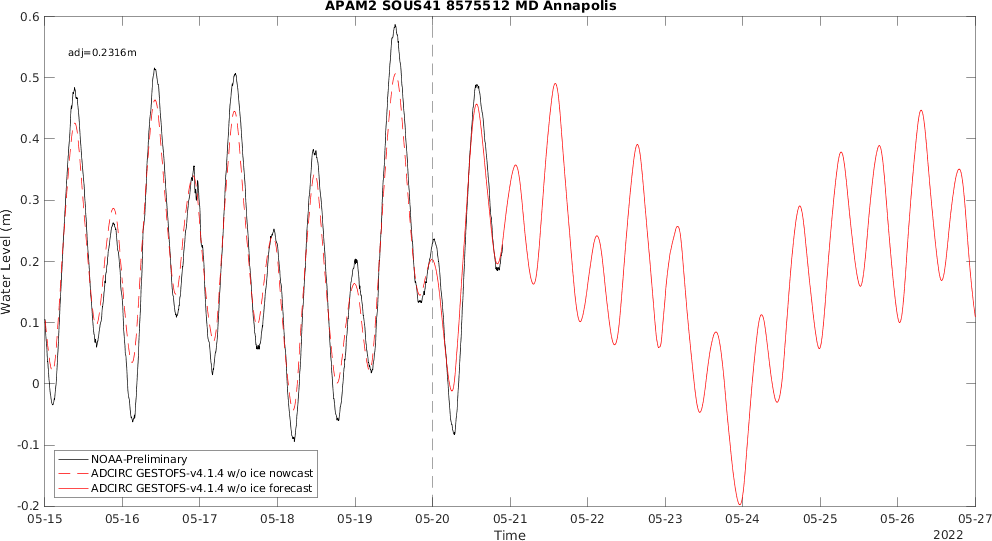 APAM2 SOUS41 8575512 MD Annapolis
adj=0.2316m
0.6
0.5
0.4
0.3
0.2
0.1
0
-0.1
-0.2
Water Level (m)
NOAA-Preliminary
ADCIRC GESTOFS-v4.1.4 w/o ice nowcast
ADCIRC GESTOFS-v4.1.4 w/o ice forecast
05-15 05-16 05-17 05-18 05-19 05-20 05-21 05-22 05-23 05-24 05-25 05-26 05-27
Time
2022